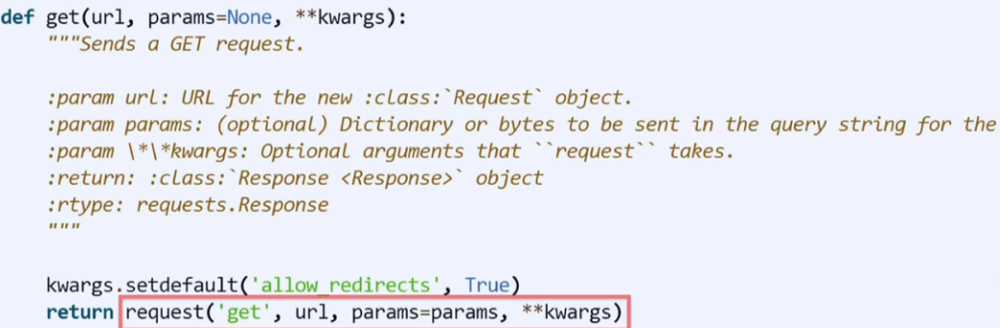 def get(url, params=None, **kwargs):
"""Sends a GET request.
:param url: URL for the new :class:`Request` object.
:param params: (optional) Dictionary or bytes to be sent in the query string for the
:param \*\*kwargs: Optional arguments that ``request`` takes.
:return: :class:`Response <Response>` object
:rtype: requests.Response
"""
kwargs.setdefault('allow_redirects', True)
return request('get', url, params=params, **kwargs)